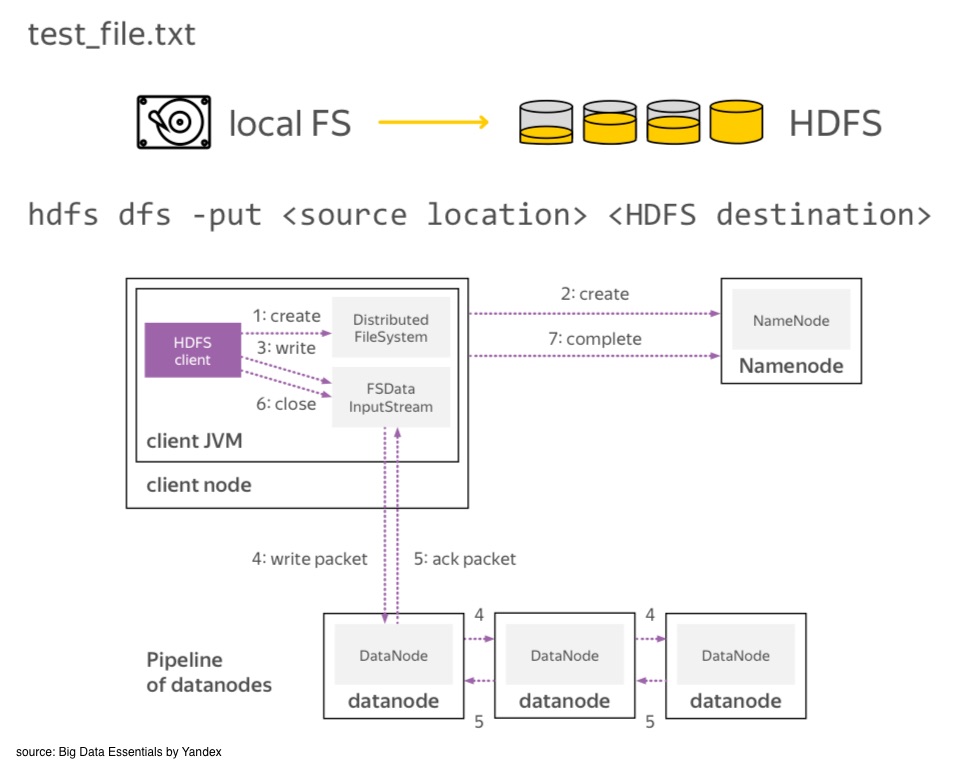 test_file.txt
local FS
HDFS
hdfs dfs -put <source location> <HDFS destination>
1: create
Distributed
FileSystem
HDFS
client
3: write
FSData
InputStream
6: close
client JVM
client node
2: create
7: complete
NameNode
Namenode
4: write packet
5: ack packet
Pipeline
of datanodes
DataNode
datanode
4
5
DataNode
datanode
4
5
DataNode
datanode
source: Big Data Essentials by Yandex